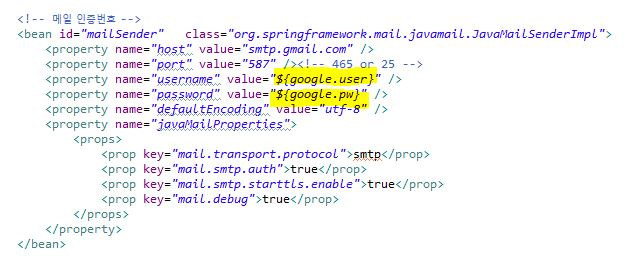 <!-- 메일 인증번호 -->
<bean id="mailSender"   class="org.springframework.mail.javamail.JavaMailSenderImpl">
<property name="host" value="smtp.gmail.com" />
<property name="port" value="587" /><!-- 465 or 25 -->
<property name="username" value="${google.user}" />
<property name="password" value="${google.pw}" />
<property name="defaultEncoding" value="utf-8" />
<property name="javaMailProperties">
<props>
<prop key="mail.transport.protocol">smtp</prop>
<prop key="mail.smtp.auth">true</prop>
<prop key="mail.smtp.starttls.enable">true</prop>
<prop key="mail.debug">true</prop>
</props>
</property>
</bean>